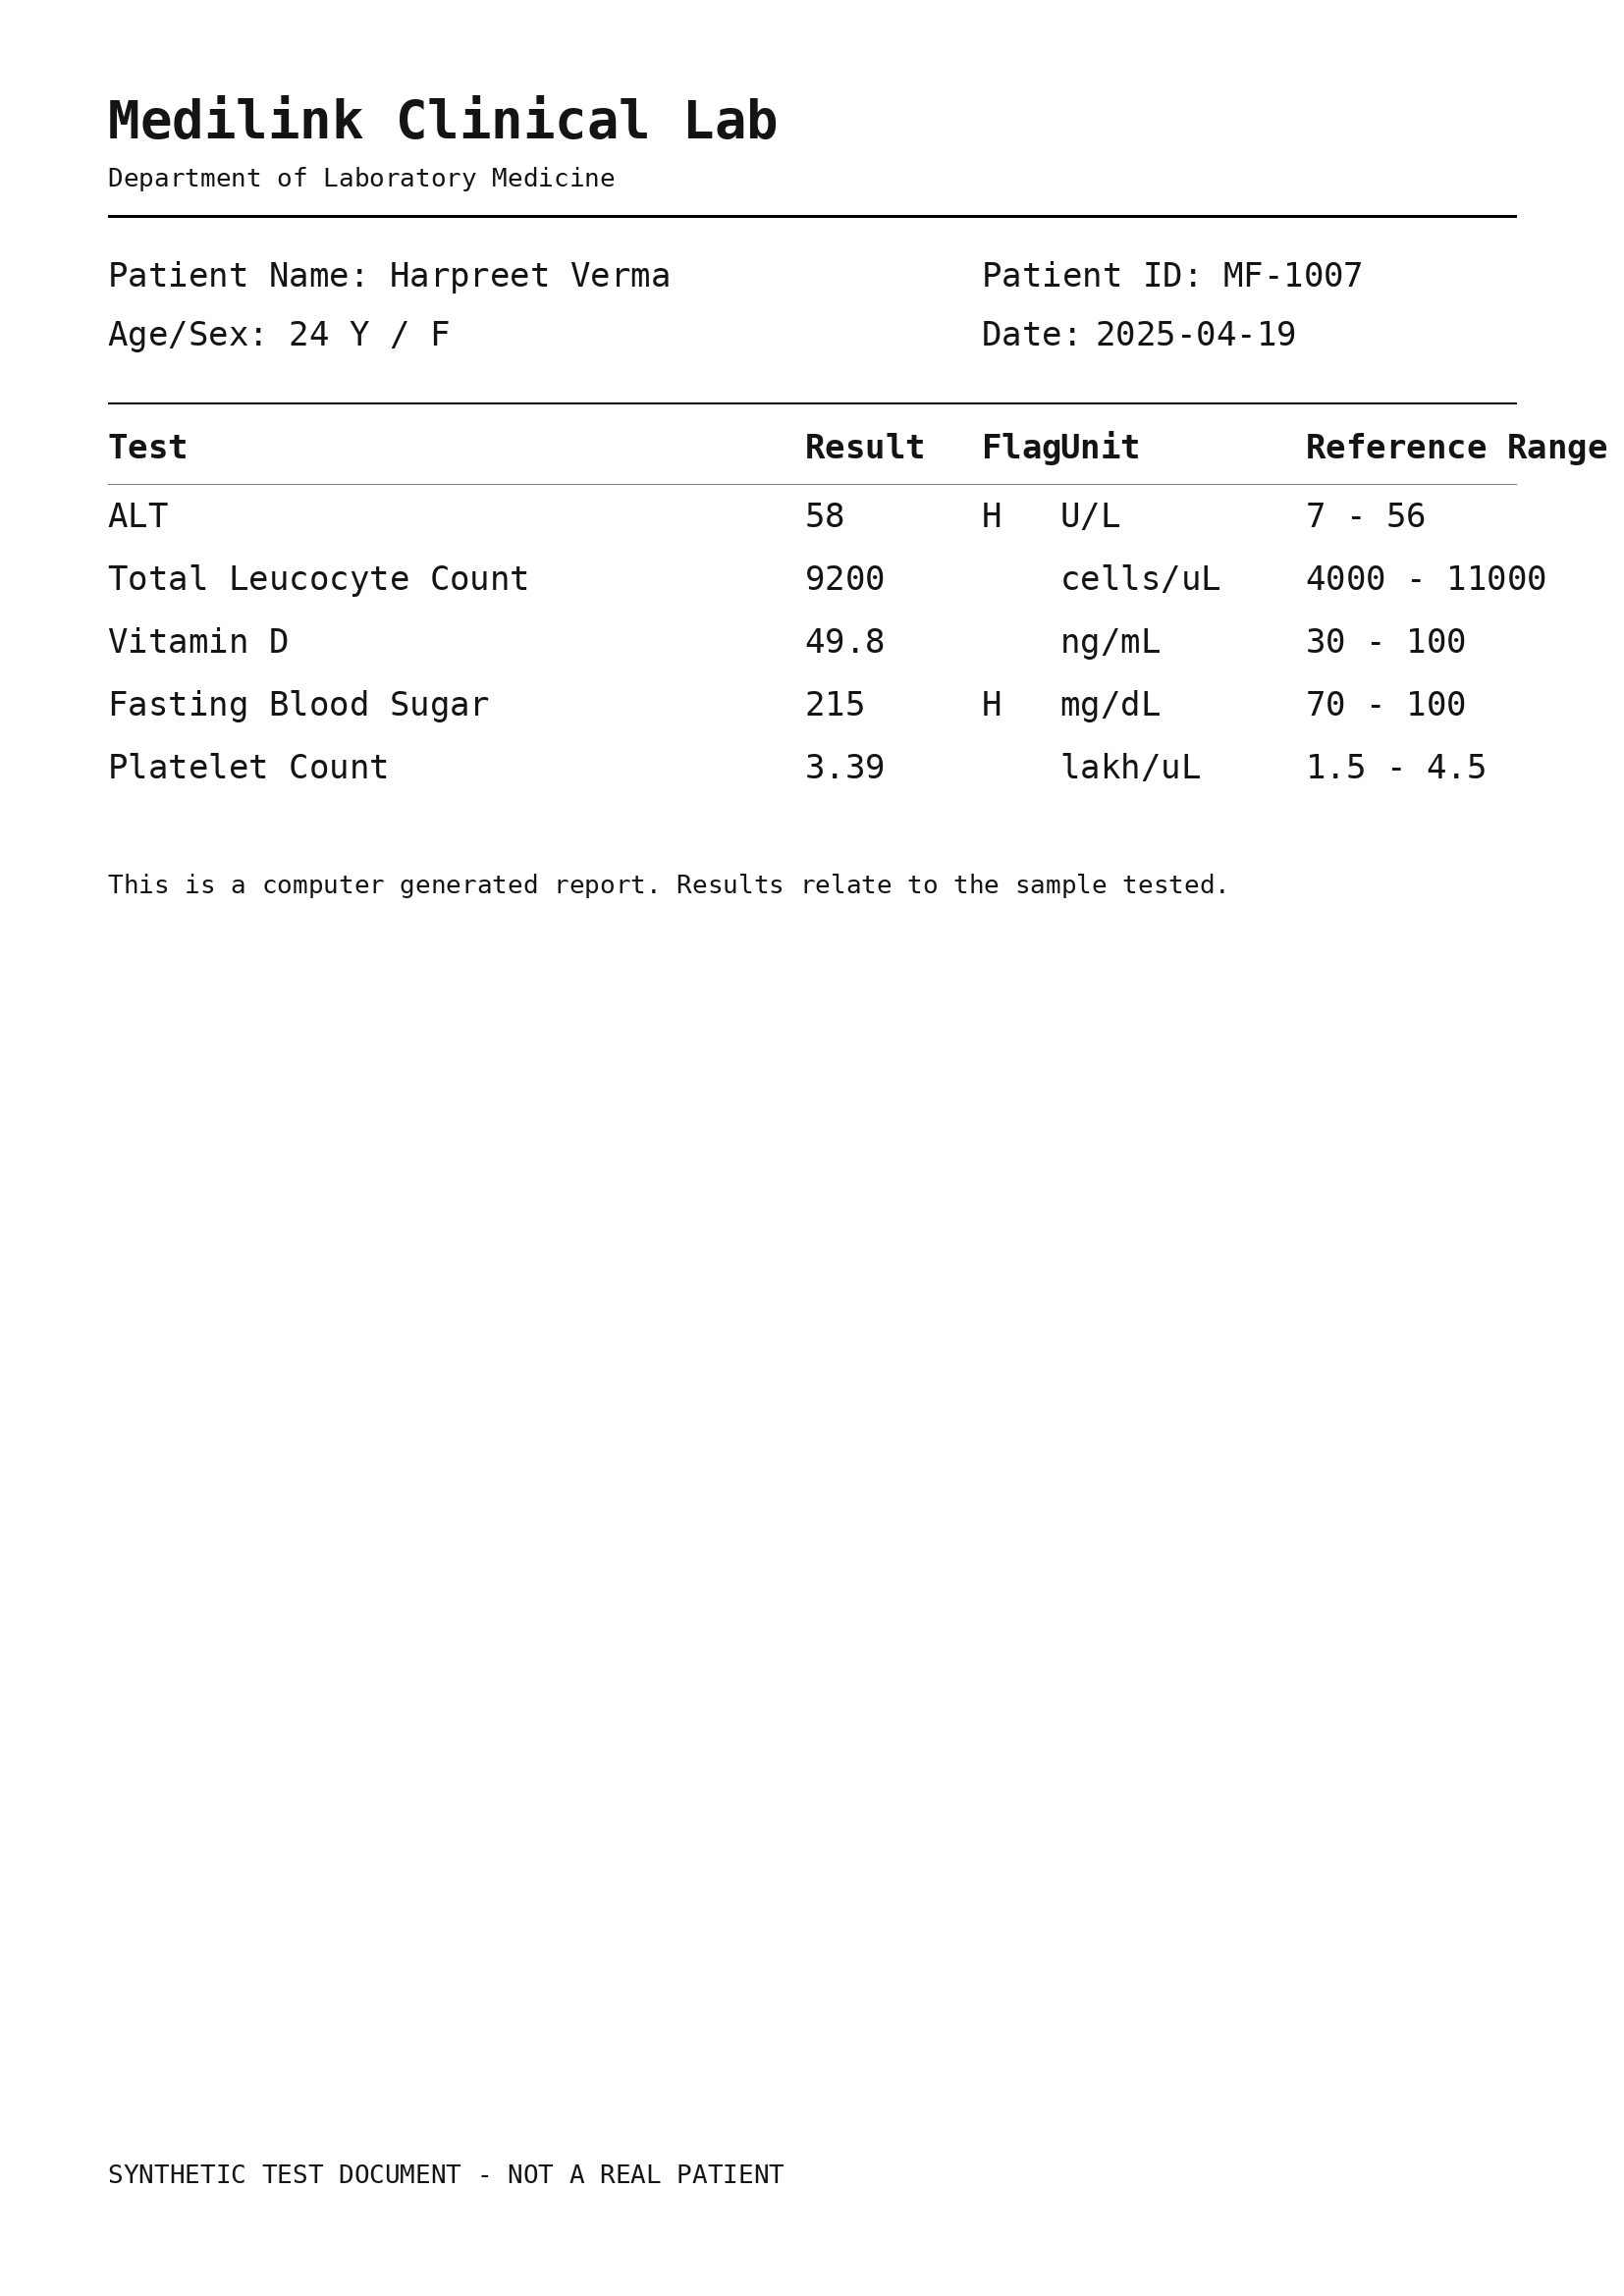 Medilink Clinical Lab
Department of Laboratory Medicine
Patient Name: Harpreet Verma Patient ID: MF-1007
Age/Sex: 24 Y / F Date: 2025-04-19
Test Result Flag Unit Reference Range
ALT 58 H U/L 7 - 56
Total Leucocyte Count 9200 cells/uL 4000 - 11000
Vitamin D 49.8 ng/mL 30 - 100
Fasting Blood Sugar 215 H mg/dL 70 - 100
Platelet Count 3.39 lakh/uL 1.5 - 4.5
This is a computer generated report. Results relate to the sample tested.
SYNTHETIC TEST DOCUMENT - NOT A REAL PATIENT